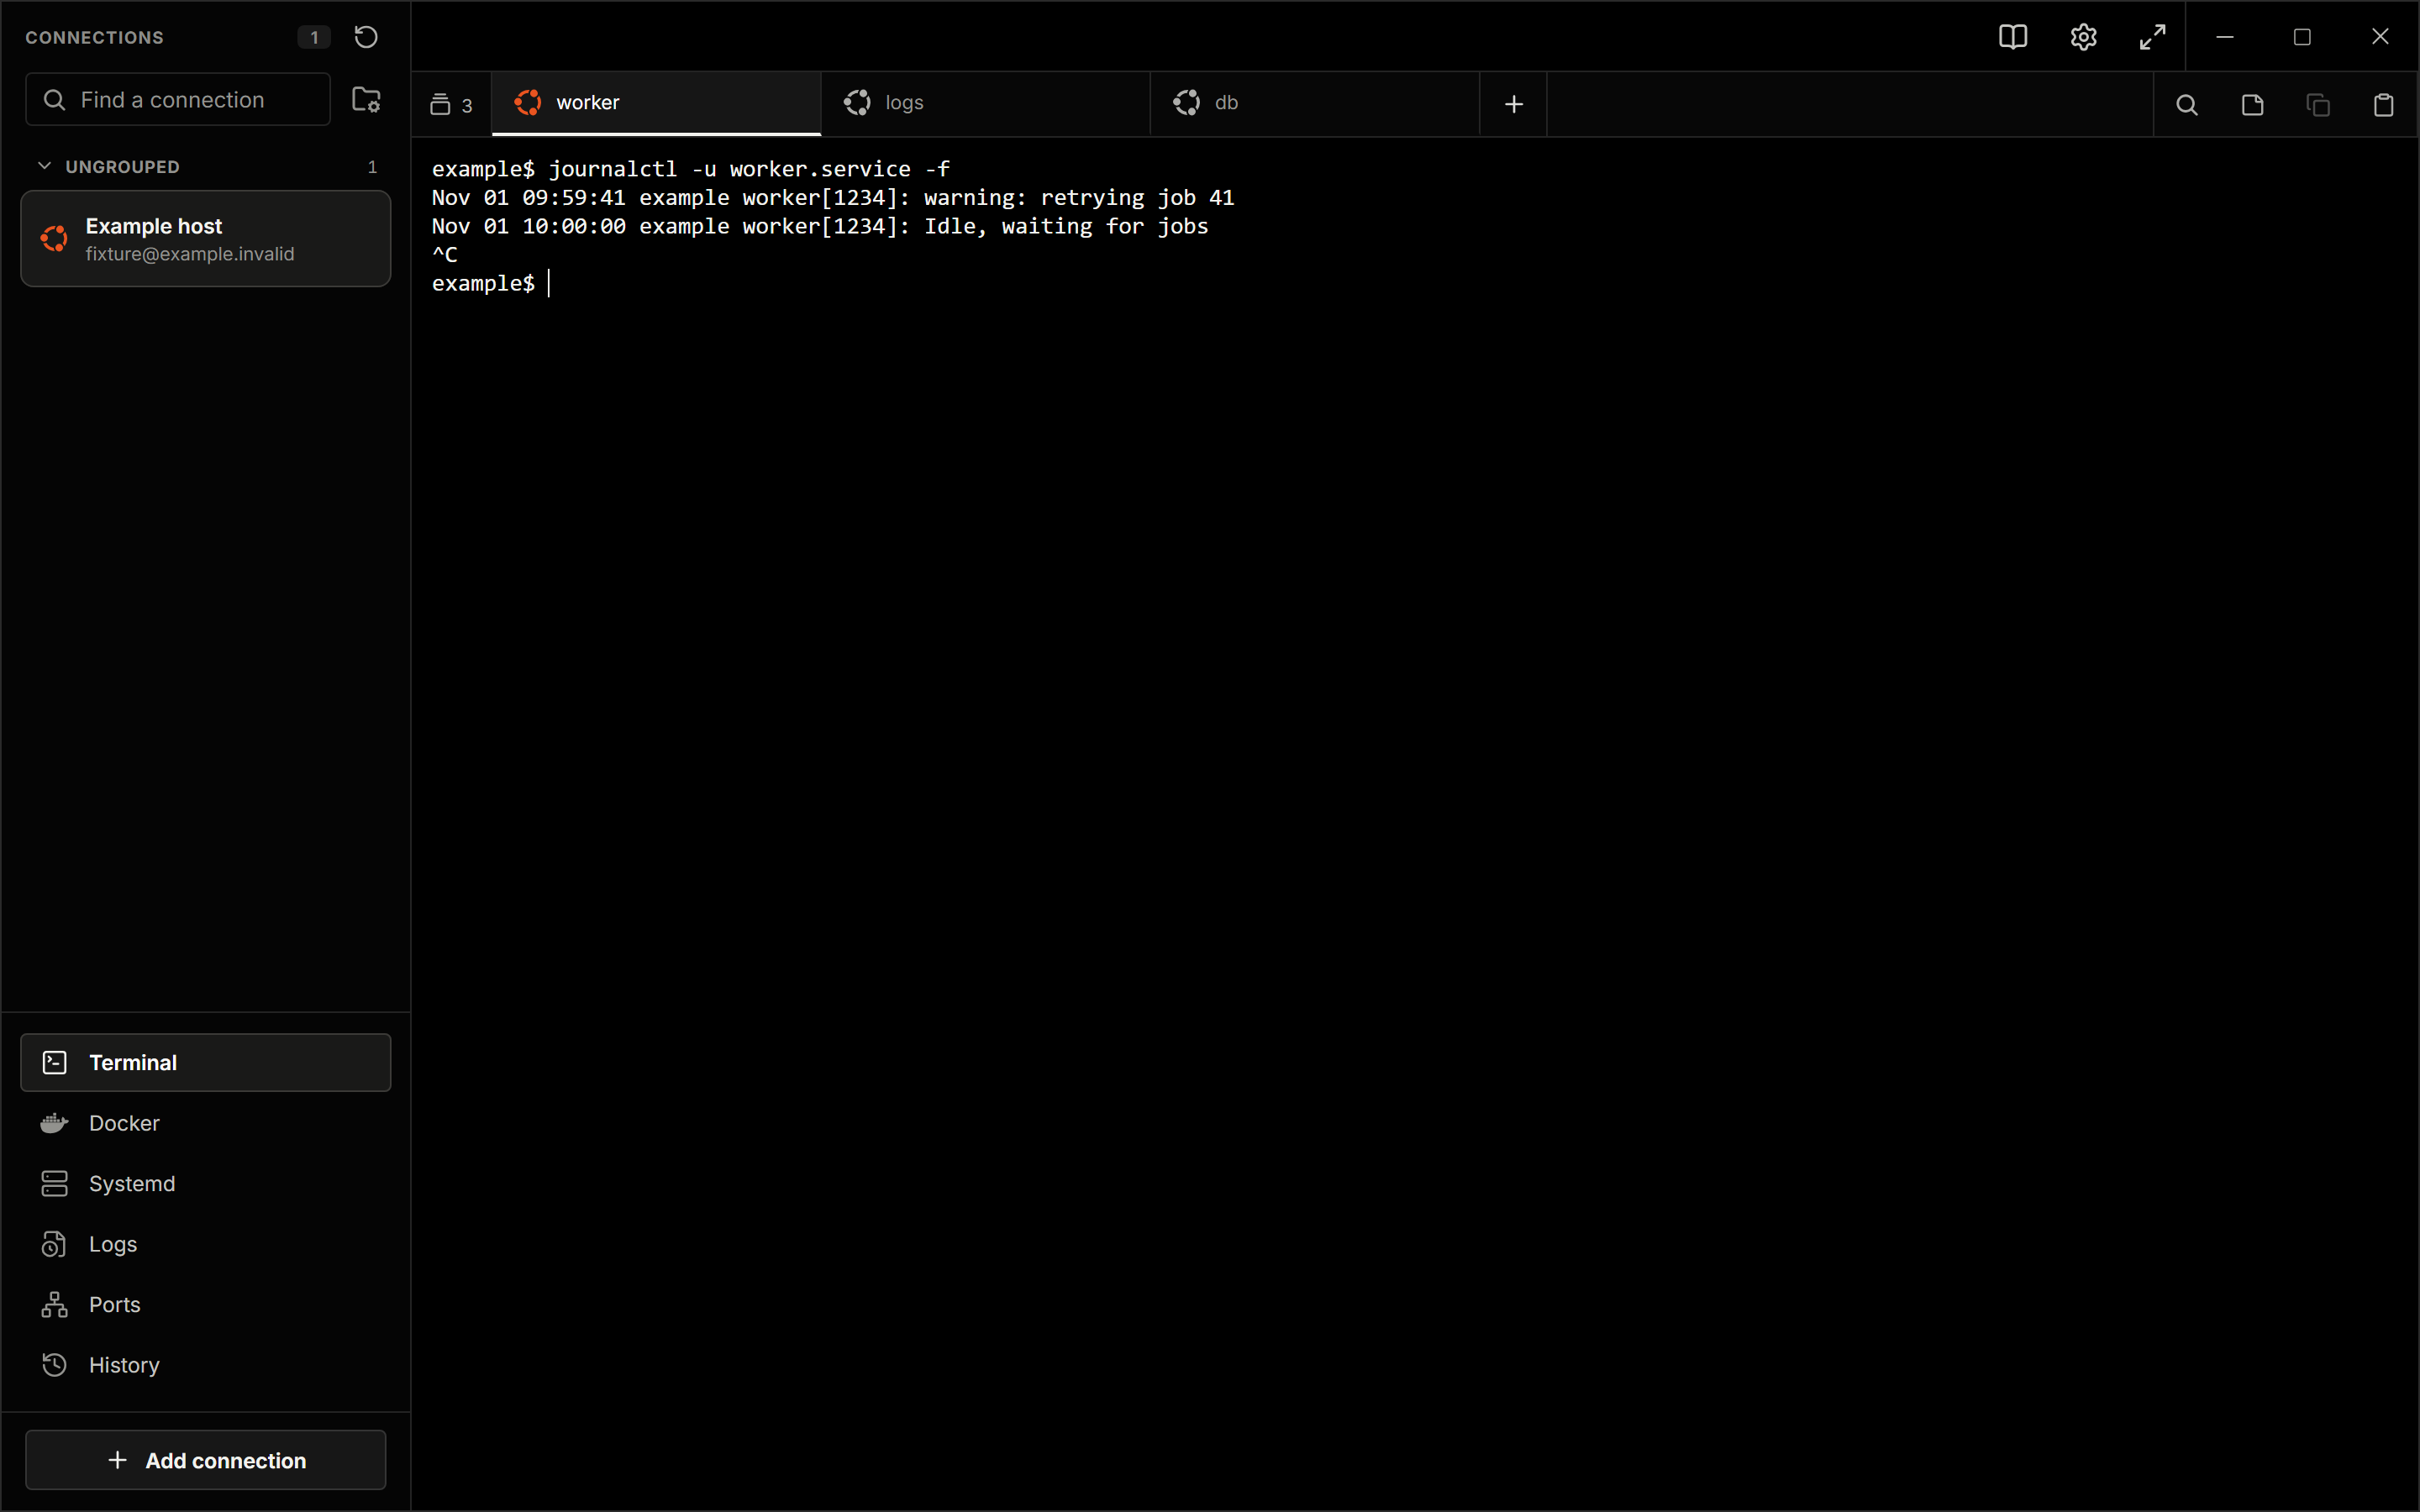 CONNECTIONS 1
Find a connection
UNGROUPED 1
Example host
fixture@example.invalid
Terminal
Docker
Systemd
Logs
Ports
History
Add connection
3 worker logs db
example$ journalctl -u worker.service -f
Nov 01 09:59:41 example worker[1234]: warning: retrying job 41
Nov 01 10:00:00 example worker[1234]: Idle, waiting for jobs
^C
example$